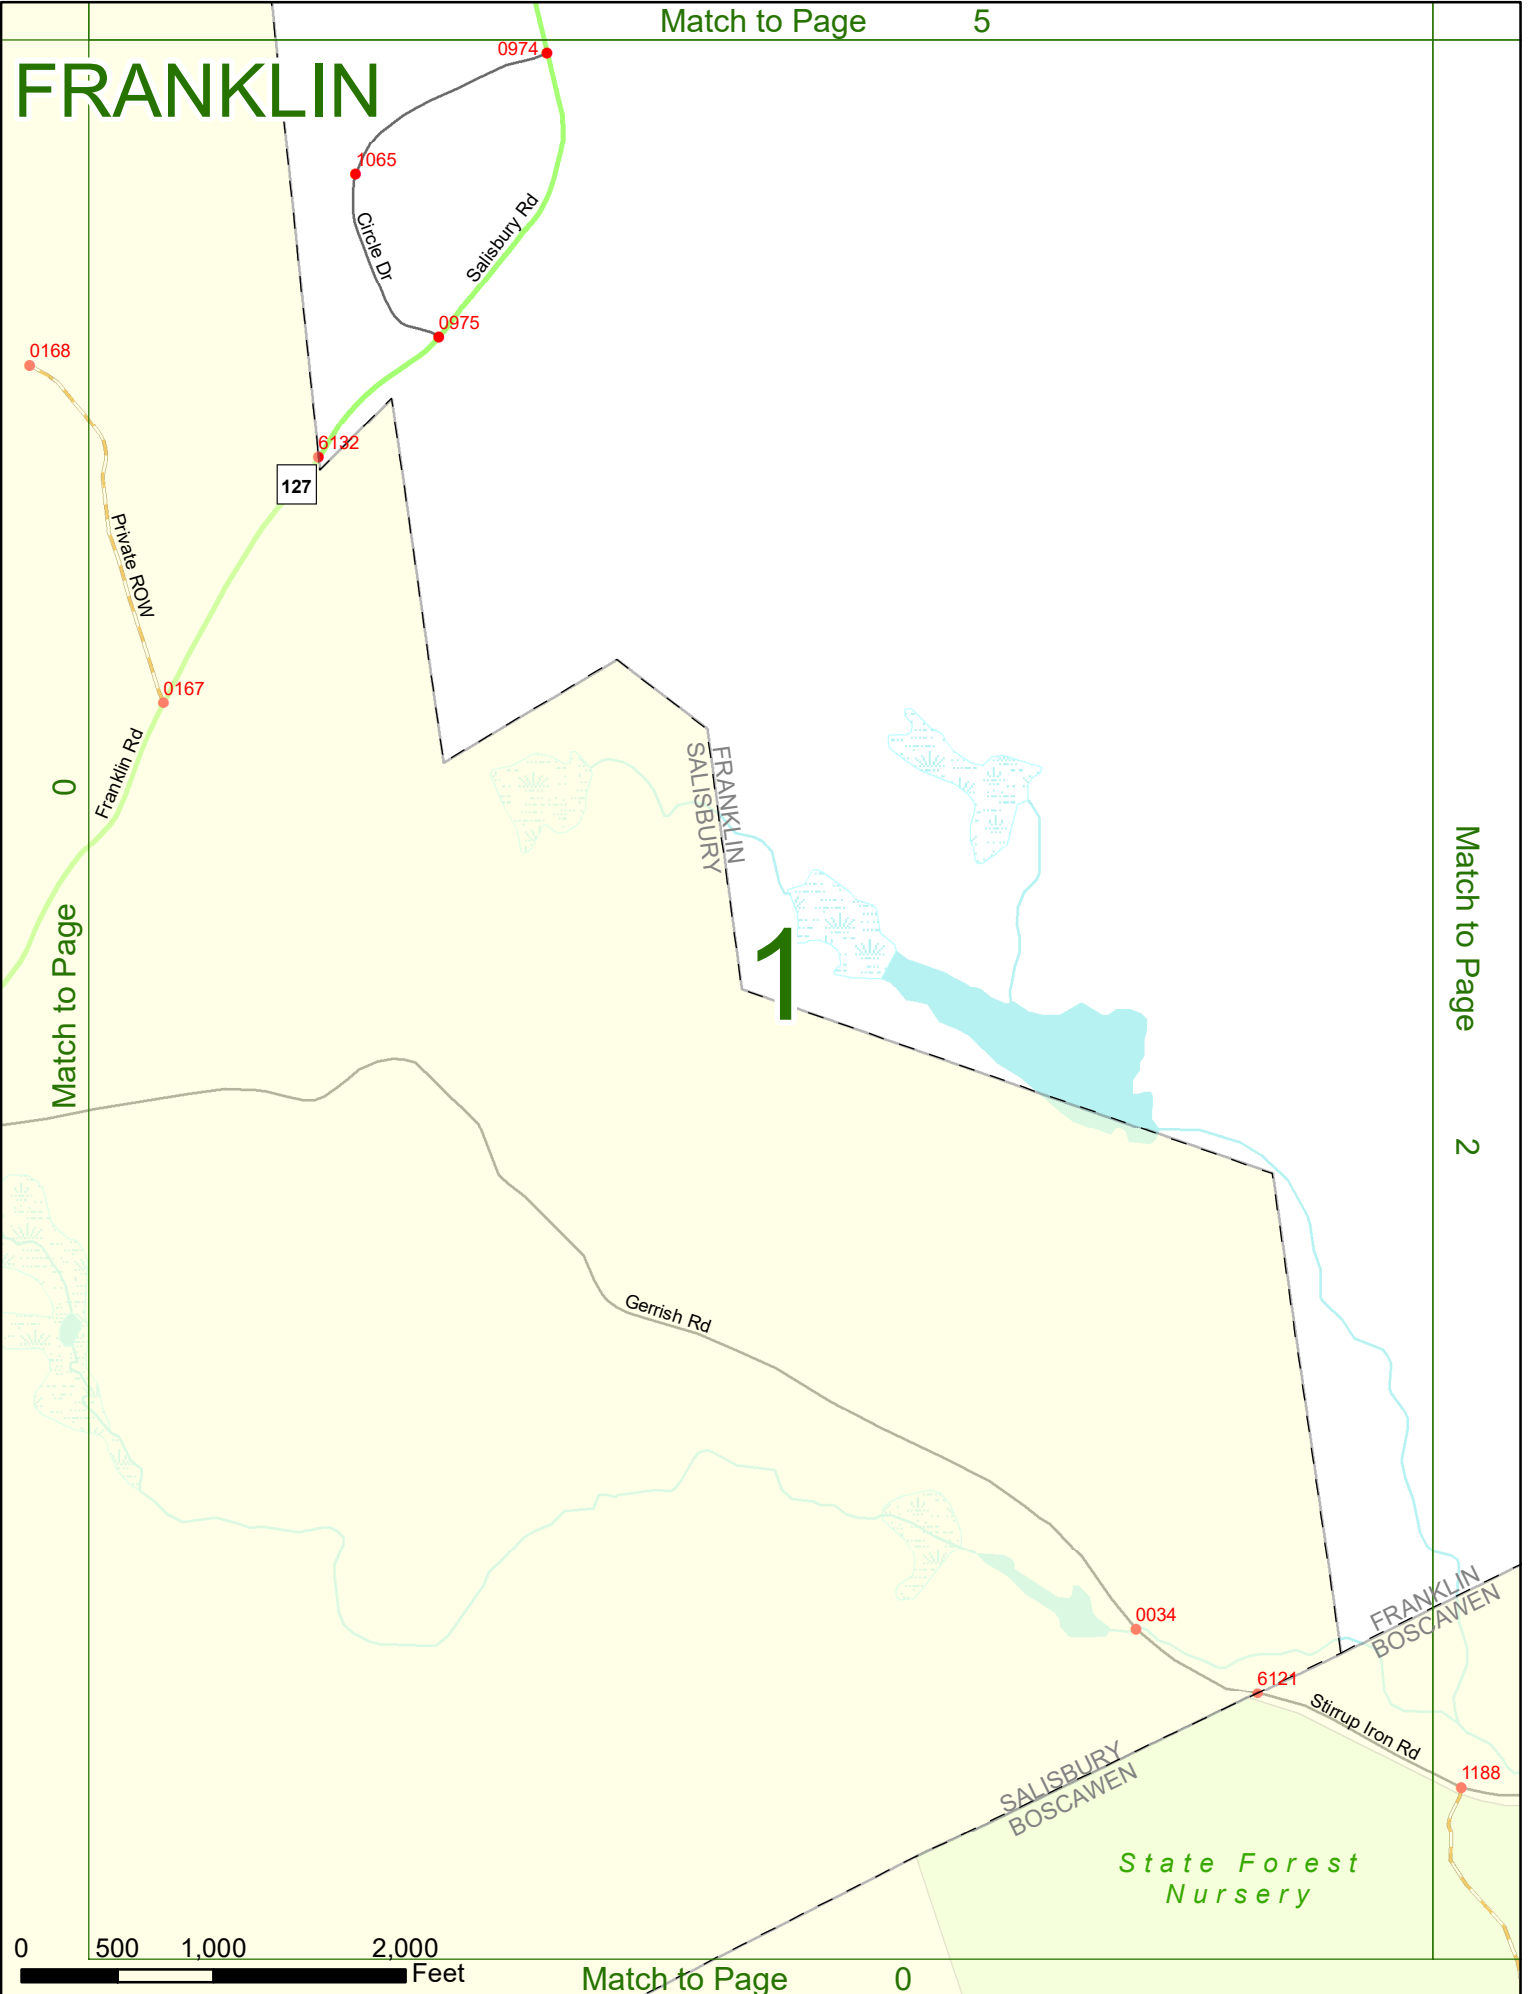 Match to Page 5
FRANKLIN
0974
1065
Circle Dr
Salisbury Rd
0975
0168
6132
127
Private ROW
0167
Franklin Rd
FRANKLIN
SALISBURY
Match to Page 0
1
Match to Page 2
Gerrish Rd
0034
6121
FRANKLIN
BOSCAWEN
Stirrup Iron Rd
1188
SALISBURY
BOSCAWEN
State Forest
Nursery
0 500 1,000 2,000
Feet
Match to Page 0